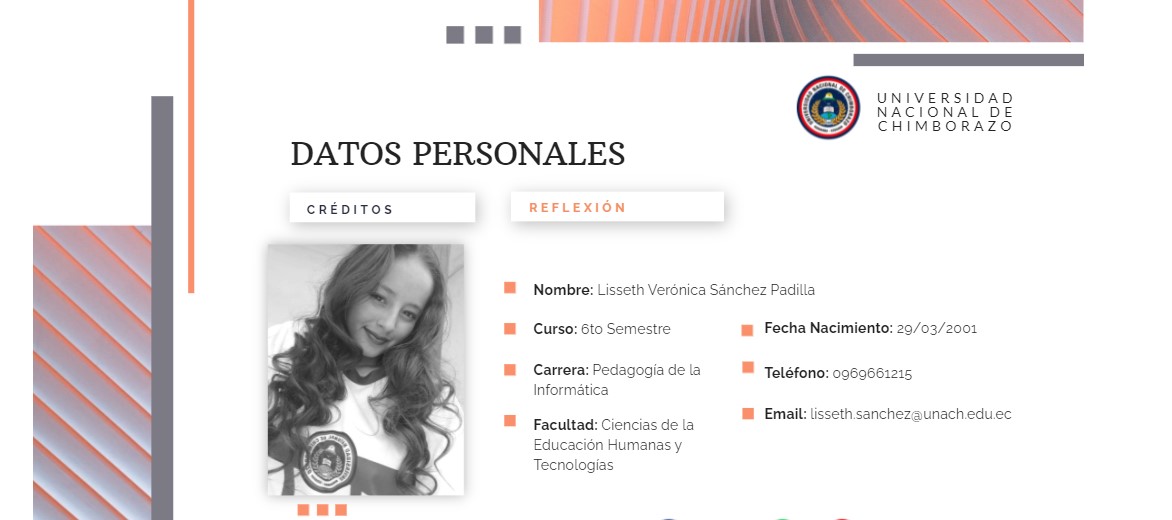 UNIVERSIDAD
NACIONAL DE
CHIMBORAZO
DATOS PERSONALES
CRÉDITOS
REFLEXIÓN
Nombre: Lisseth Verónica Sánchez Padilla
Curso: 6to Semestre
Carrera: Pedagogía de la
Informática
Facultad: Ciencias de la
Educación Humanas y
Tecnologías
Fecha Nacimiento: 29/03/2001
Teléfono: 0969661215
Email: lisseth.sanchez@unach.edu.ec